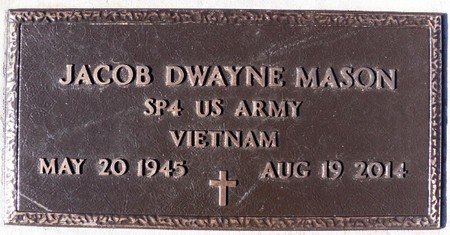 JACOB DWAYNE MASON
SP4 US ARMY
VIETNAM
MAY 20 1945 AUG 19 2014